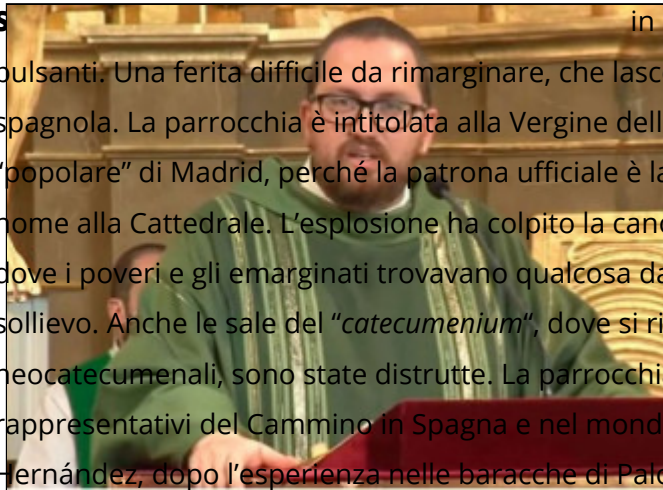 in
pulsanti. Una ferita difficile da rimarginare, che lasc
spagnola. La parrocchia è intitolata alla Vergine dell
“popolare” di Madrid, perché la patrona ufficiale è la
nome alla Cattedrale. L’esplosione ha colpito la cano
dove i poveri e gli emarginati trovavano qualcosa da
sollievo. Anche le sale del “catecumenium“, dove si ri
neocatecumenali, sono state distrutte. La parrocchi
rappresentativi del Cammino in Spagna e nel mond
Hernández, dopo l’esperienza nelle baracche di Palo